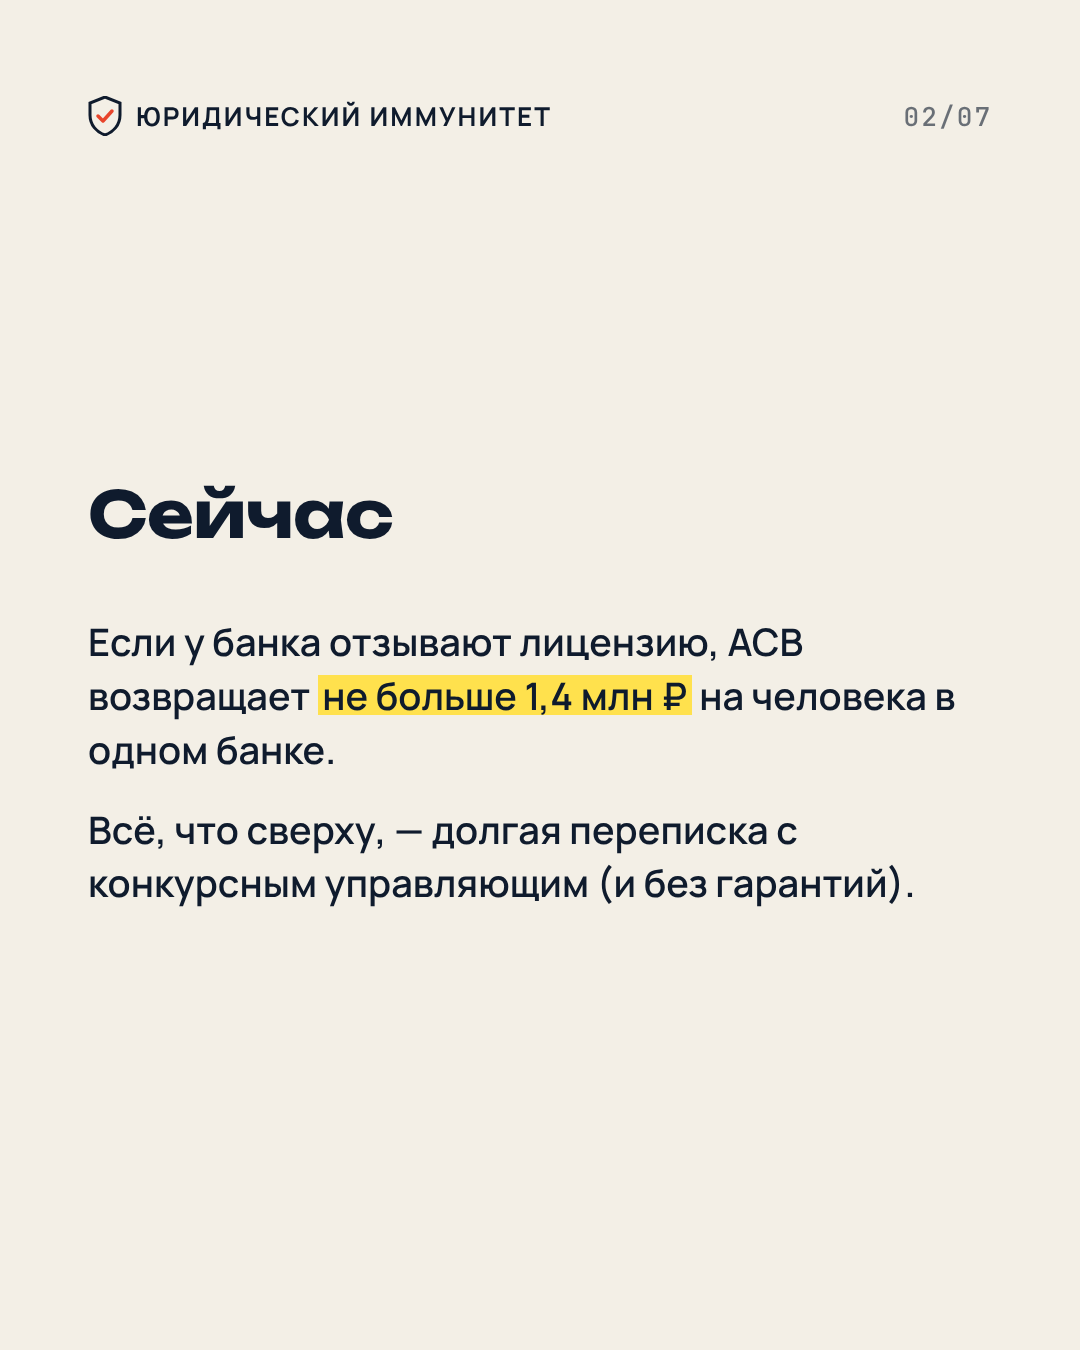 ЮРИДИЧЕСКИЙ ИММУНИТЕТ
02/07
Сейчас
Если у банка отзывают лицензию, АСВ
возвращает не больше 1,4 млн ₽ на человека в
одном банке.
Всё, что сверху, — долгая переписка с
конкурсным управляющим (и без гарантий).